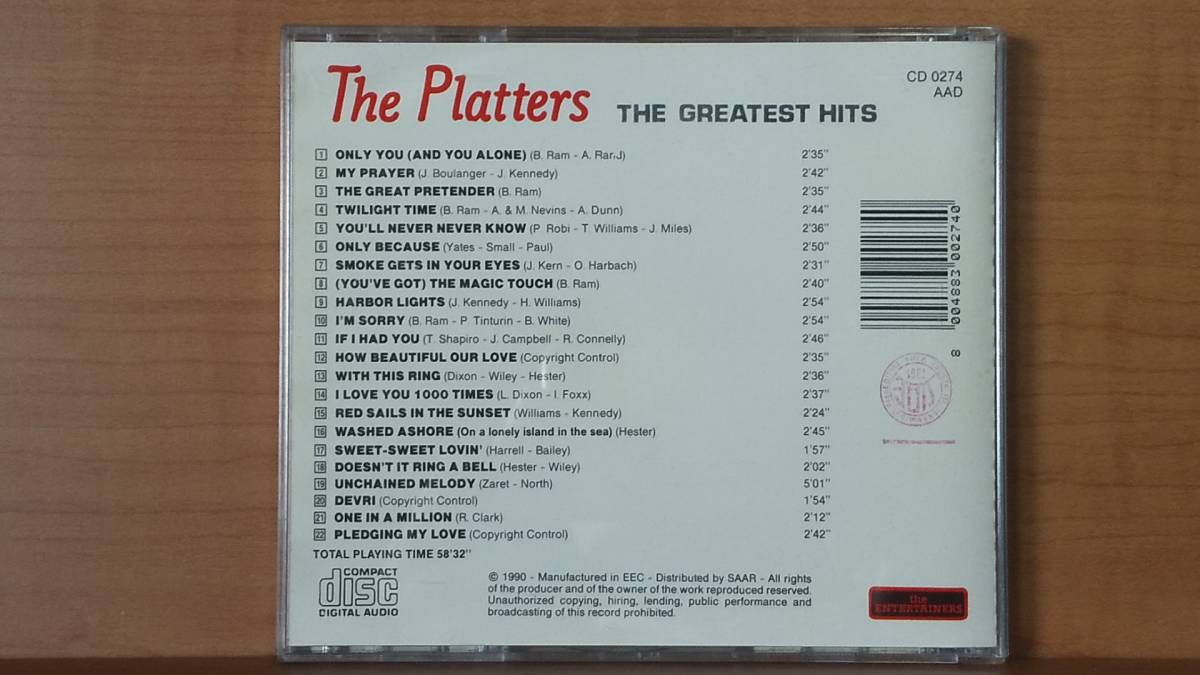 The Platters THE GREATEST HITS
CD 0274
AAD
1 ONLY YOU (AND YOU ALONE) (B. Ram - A. Rand) 2'35"
2 MY PRAYER (J. Boulanger - J. Kennedy) 2'42"
3 THE GREAT PRETENDER (B. Ram) 2'35"
4 TWILIGHT TIME (B. Ram - A. & M. Nevins - A. Dunn) 2'44"
5 YOU'LL NEVER NEVER KNOW (P. Robi - T. Williams - J. Miles) 2'36"
6 ONLY BECAUSE (Yates - Small - Paul) 2'50"
7 SMOKE GETS IN YOUR EYES (J. Kern - O. Harbach) 2'31"
8 (YOU'VE GOT) THE MAGIC TOUCH (B. Ram) 2'40"
9 HARBOR LIGHTS (J. Kennedy - H. Williams) 2'54"
10 I'M SORRY (B. Ram - P. Tinturin - B. White) 2'54"
11 IF I HAD YOU (T. Shapiro - J. Campbell - R. Connelly) 2'46"
12 HOW BEAUTIFUL OUR LOVE (Copyright Control) 2'35"
13 WITH THIS RING (Dixon - Wiley - Hester) 2'36"
14 I LOVE YOU 1000 TIMES (L. Dixon - I. Foxx) 2'37"
15 RED SAILS IN THE SUNSET (Williams - Kennedy) 2'24"
16 WASHED ASHORE (On a lonely island in the sea) (Hester) 2'45"
17 SWEET-SWEET LOVIN' (Harrell - Bailey) 1'57"
18 DOESN'T IT RING A BELL (Hester - Wiley) 2'02"
19 UNCHAINED MELODY (Zaret - North) 5'01"
20 DEVRI (Copyright Control) 1'54"
21 ONE IN A MILLION (R. Clark) 2'12"
22 PLEDGING MY LOVE (Copyright Control) 2'42"
TOTAL PLAYING TIME 58'32"
004883 002740
8
COMPACT
disc
DIGITAL AUDIO
© 1990 - Manufactured in EEC - Distributed by SAAR - All rights
of the producer and of the owner of the work reproduced reserved.
Unauthorized copying, hiring, lending, public performance and
broadcasting of this record prohibited.
the
ENTERTAINERS